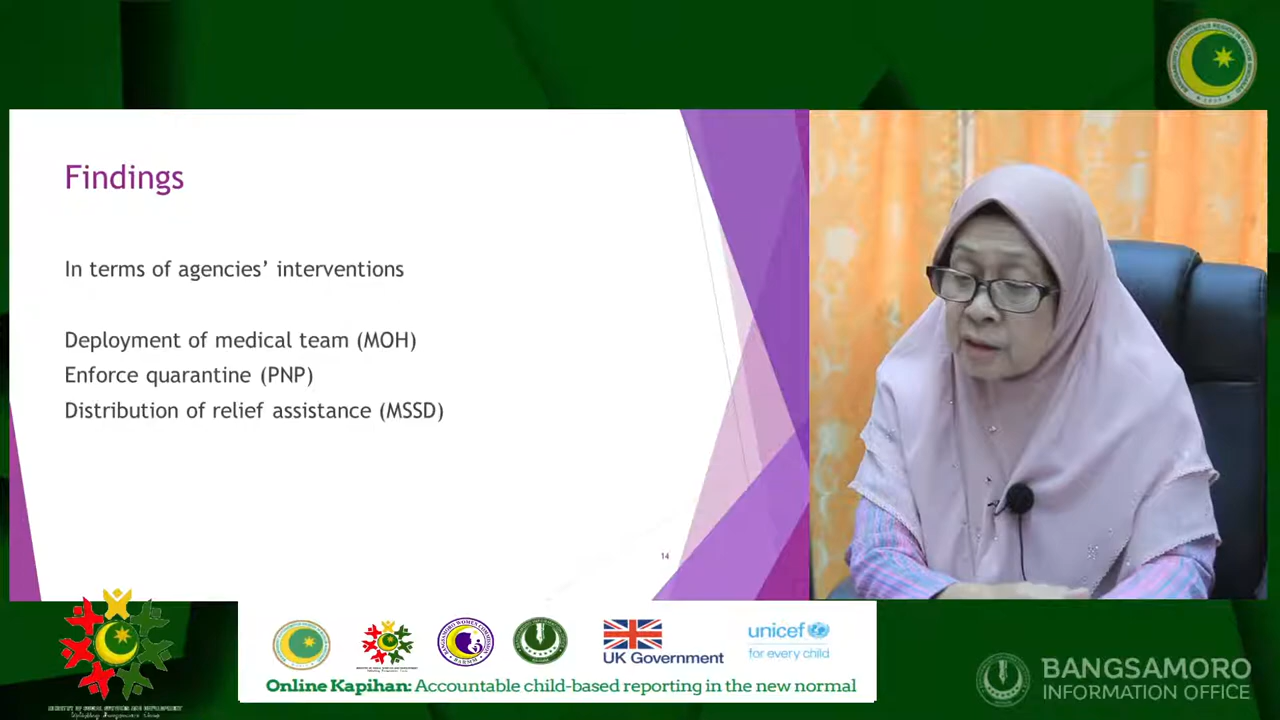 Findings
In terms of agencies’ interventions
Deployment of medical team (MOH)
Enforce quarantine (PNP)
Distribution of relief assistance (MSSD)
14
UK Government
unicef
for every child
Online Kapihan: Accountable child-based reporting in the new normal
BANGSAMORO
INFORMATION OFFICE